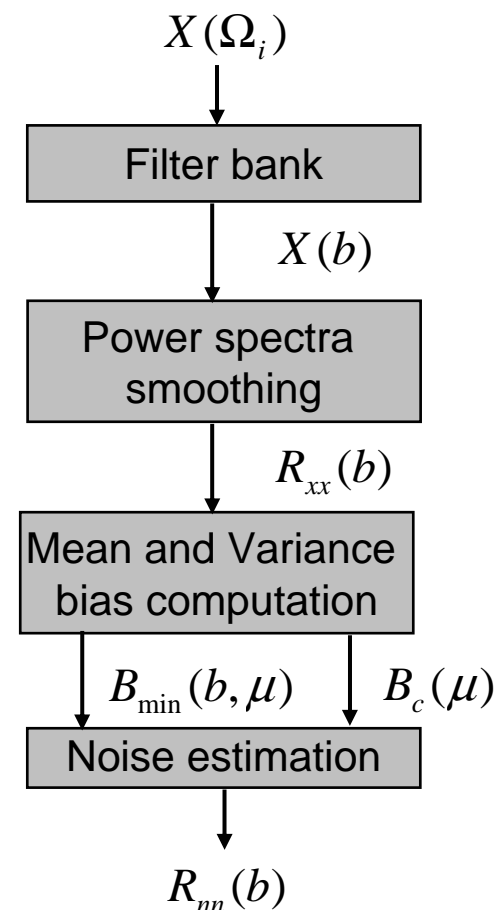 X(Ω_i)
Filter bank
X(b)
Power spectra
smoothing
R_xx(b)
Mean and Variance
bias computation
B_min(b, μ) B_c(μ)
Noise estimation
R_nn(b)